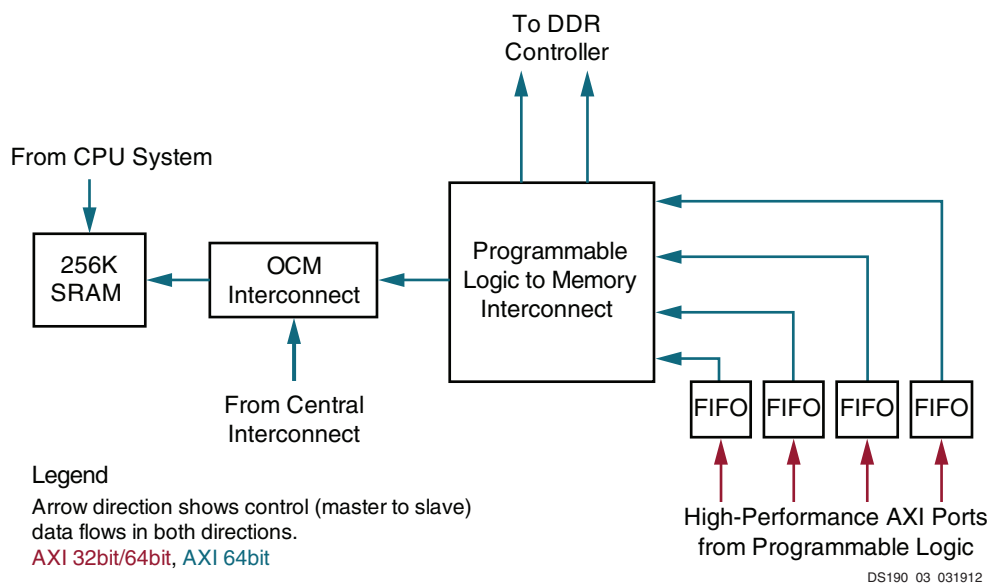 To DDR
Controller
From CPU System
256K
SRAM
OCM
Interconnect
Programmable
Logic to Memory
Interconnect
From Central
Interconnect
FIFO FIFO FIFO FIFO
High-Performance AXI Ports
from Programmable Logic
Legend
Arrow direction shows control (master to slave)
data flows in both directions.
AXI 32bit/64bit, AXI 64bit
DS190_03_031912